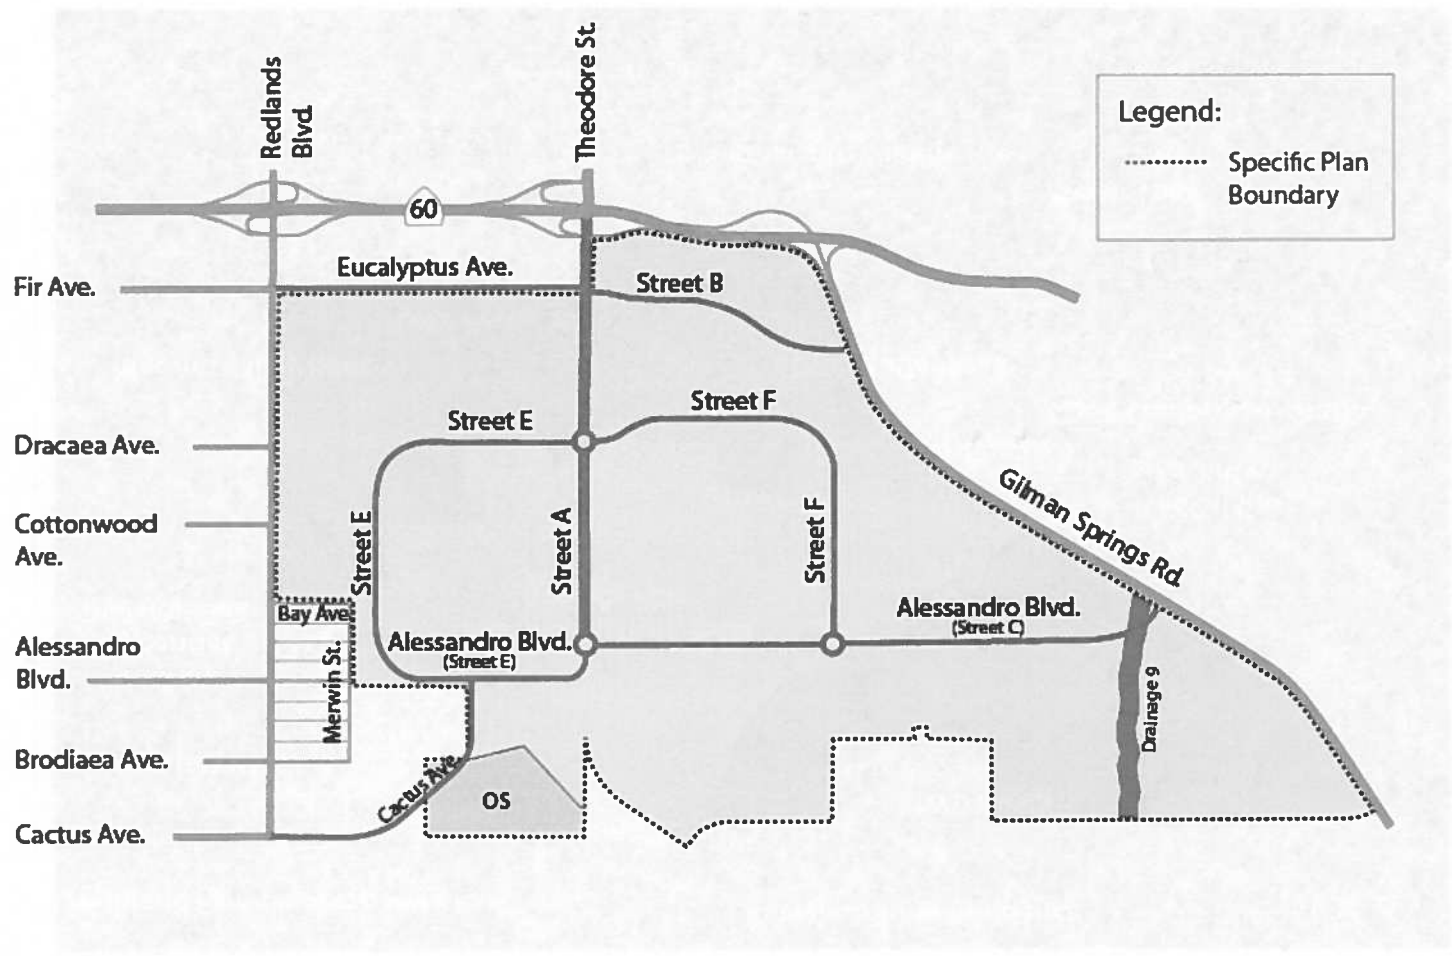 Redlands
Blvd.
Theodore St.
Legend:
Specific Plan
Boundary
60
Eucalyptus Ave.
Fir Ave.
Street B
Street F
Street E
Dracaea Ave.
Gilman Springs Rd.
Cottonwood
Ave.
Street E
Street A
Street F
Bay Ave
Alessandro Blvd.
(Street C)
Alessandro
Blvd.
Merwin St.
Alessandro Blvd.
(Street E)
Drainage 9
Brodiaea Ave.
Cactus Ave.
OS
Cactus Ave.